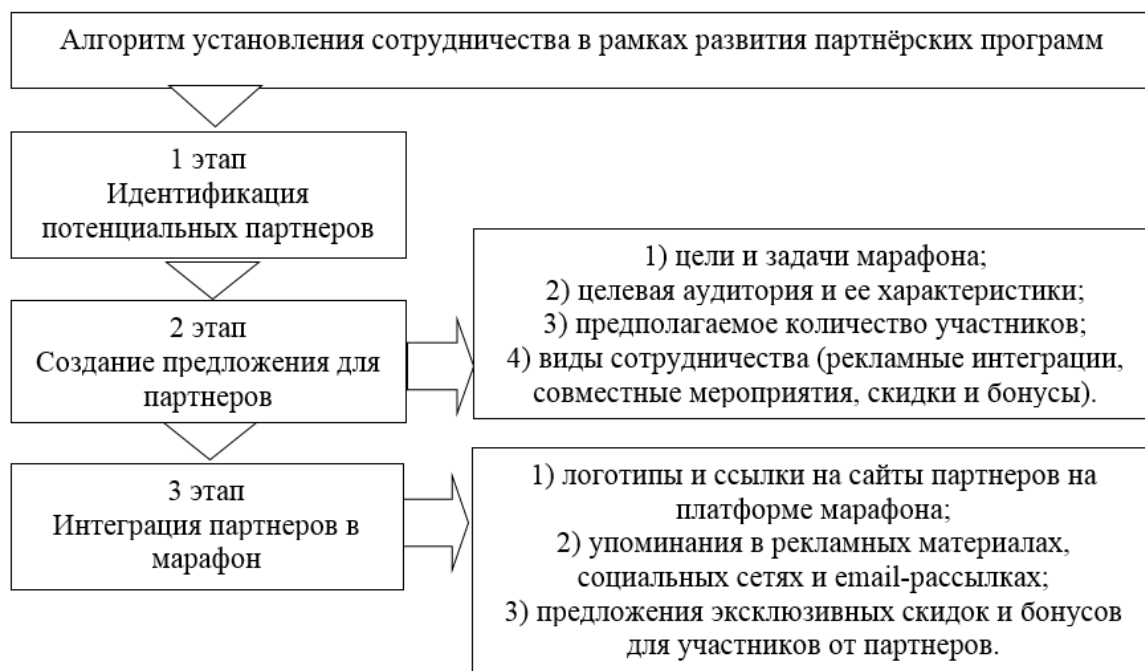 Алгоритм установления сотрудничества в рамках развития партнёрских программ
1 этап
Идентификация
потенциальных партнеров
2 этап
Создание предложения для
партнеров
1) цели и задачи марафона;
2) целевая аудитория и ее характеристики;
3) предполагаемое количество участников;
4) виды сотрудничества (рекламные интеграции,
совместные мероприятия, скидки и бонусы).
3 этап
Интеграция партнеров в
марафон
1) логотипы и ссылки на сайты партнеров на
платформе марафона;
2) упоминания в рекламных материалах,
социальных сетях и email-рассылках;
3) предложения эксклюзивных скидок и бонусов
для участников от партнеров.